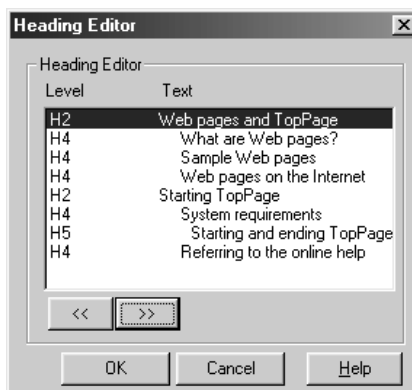 Heading Editor
Heading Editor
Level Text
H2 Web pages and TopPage
H4 What are Web pages?
H4 Sample Web pages
H4 Web pages on the Internet
H2 Starting TopPage
H4 System requirements
H5 Starting and ending TopPage
H4 Referring to the online help
<< >>
OK Cancel Help